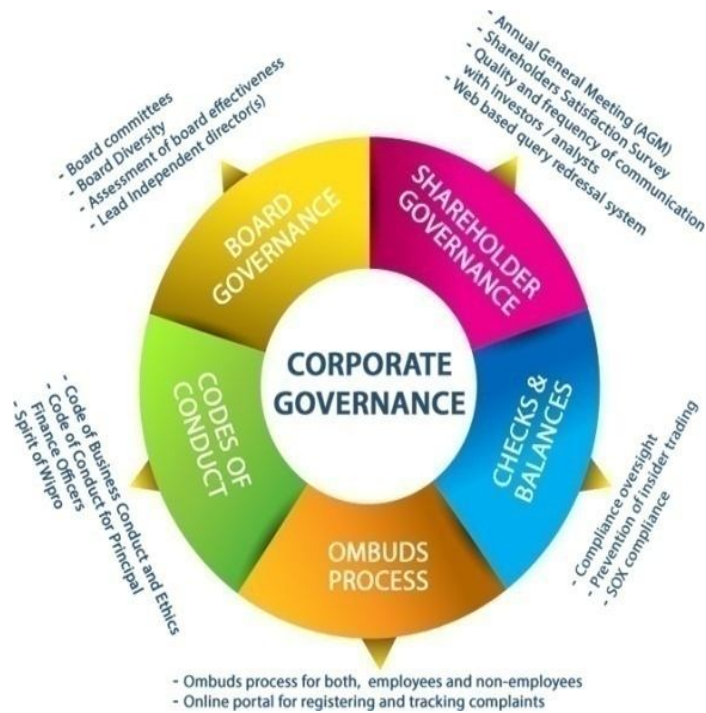 - Annual General Meeting (AGM)
- Shareholders Satisfaction Survey
- Quality and frequency of communication
with investors / analysts
- Web based query redressal system
- Board committees
- Board Diversity
- Assessment of board effectiveness
- Lead Independent director(s)
BOARD
GOVERNANCE
SHAREHOLDER
GOVERNANCE
CORPORATE
GOVERNANCE
CODES OF
CONDUCT
CHECKS &
BALANCES
OMBUDS
PROCESS
- Code of Business Conduct and Ethics
- Code of Conduct for Principal
Finance Officers
- Spirit of Wipro
- Compliance oversight
- Prevention of insider trading
- SOX compliance
- Ombuds process for both, employees and non-employees
- Online portal for registering and tracking complaints